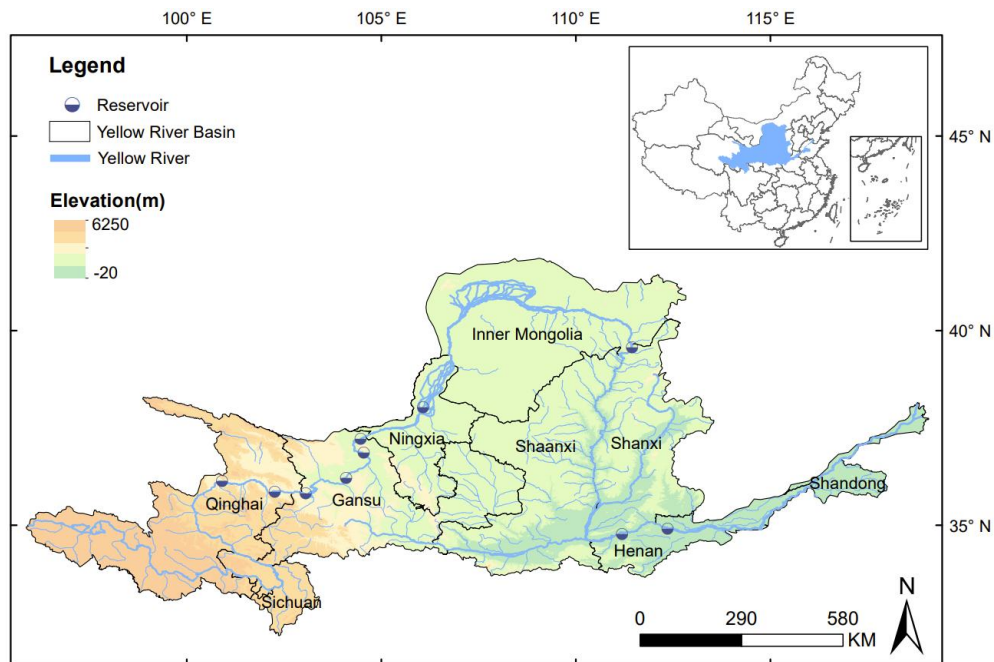 100° E 105° E 110° E 115° E
Legend
Reservoir
Yellow River Basin
Yellow River
Elevation(m)
6250
-20
45° N
40° N
35° N
Inner Mongolia
Ningxia
Shaanxi
Shanxi
Qinghai
Gansu
Shandong
Henan
Sichuan
N
0 290 580
KM